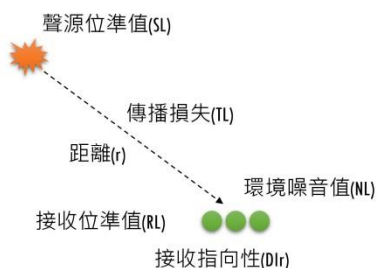 聲源位準值(SL)
傳播損失(TL)
距離(r)
環境噪音值(NL)
接收位準值(RL)
接收指向性(DIr)